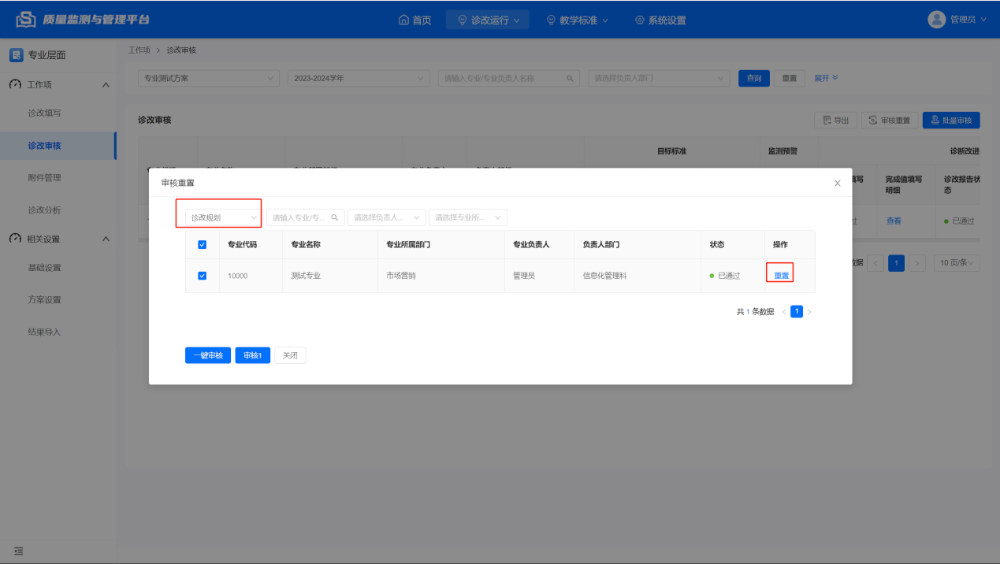 质量监测与管理平台
首页
诊改运行
教学标准
系统设置
管理员
专业层面
工作项 > 诊改审核
工作项
诊改填写
诊改审核
附件管理
诊改分析
相关设置
基础设置
方案设置
结果导入
专业测试方案
2023-2024学年
请输入专业/专业负责人名称
请选择负责人部门
查询
重置
展开
诊改审核
导出
审核重置
批量审核
目标标准
监测预警
诊断改进
填写
完成值填写
明细
诊改报告状
态
查看
已通过
数据
1
10 页/条
审核重置
诊改规划
请输入专业/专...
请选择负责人...
请选择专业所...
专业代码 专业名称 专业所属部门 专业负责人 负责人部门 状态 操作
10000 测试专业 市场营销 管理员 信息化管理科 已通过 重置
共 1 条数据 < 1 >
一键审核 审核1 关闭